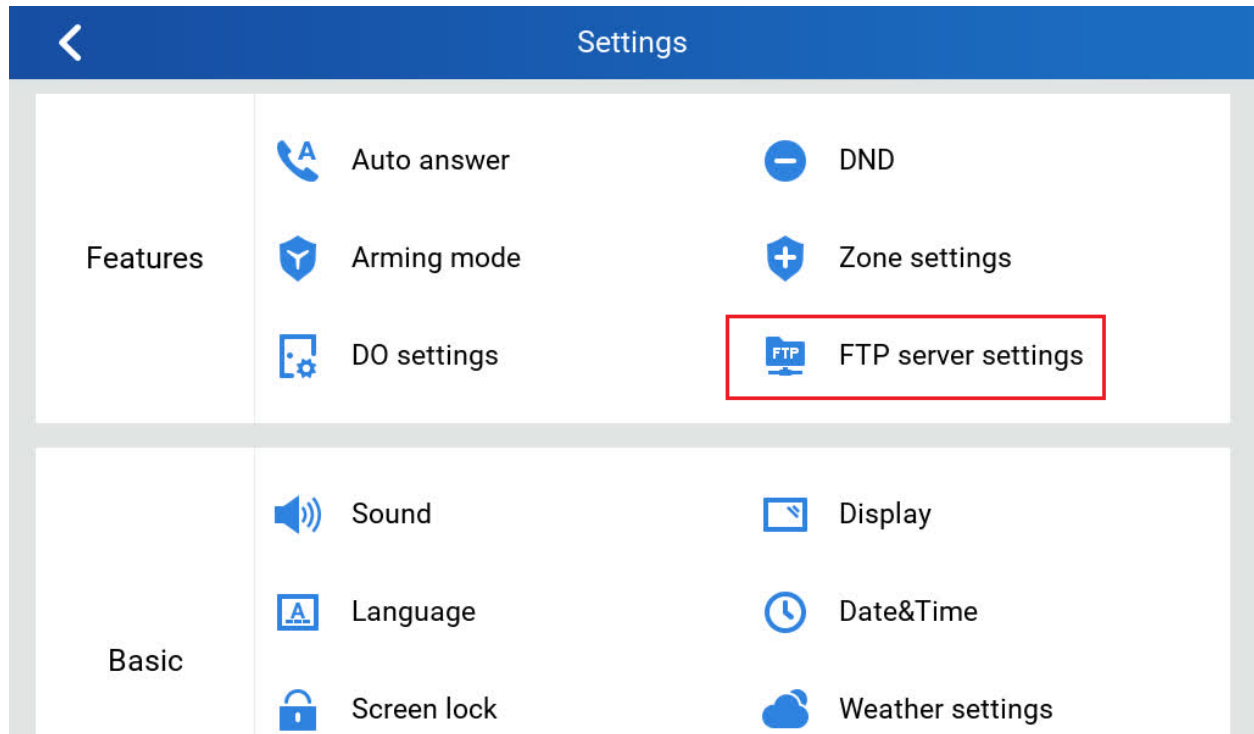 Settings
Features
A Auto answer
DND
Arming mode
Zone settings
DO settings
FTP FTP server settings
Basic
Sound
Display
A Language
Date&Time
Screen lock
Weather settings